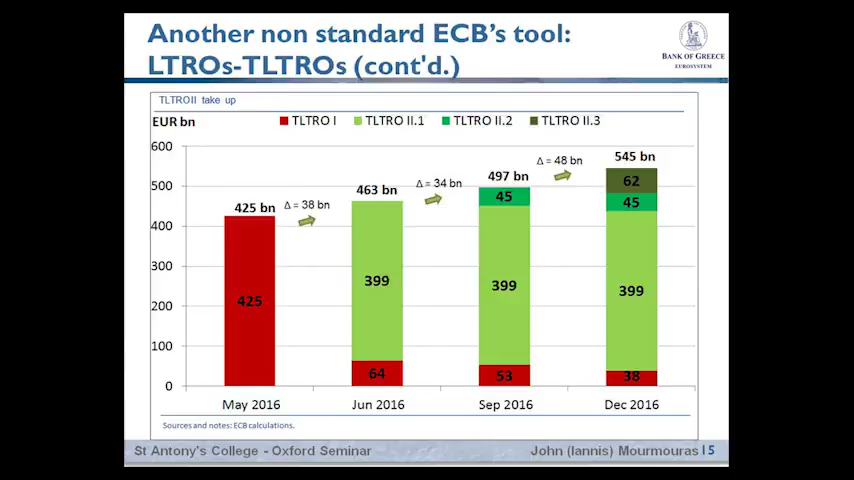 Another non standard ECB's tool:
LTROs-TLTROs (cont'd.)
BANK OF GREECE
EUROSYSTEM
TLTROII take up
EUR bn
TLTRO I TLTRO II.1 TLTRO II.2 TLTRO II.3
600
500
400
300
200
100
0
425 bn
Δ = 38 bn
463 bn
Δ = 34 bn
497 bn
Δ = 48 bn
545 bn
425
399
64
45
399
53
62
45
399
38
May 2016 Jun 2016 Sep 2016 Dec 2016
Sources and notes: ECB calculations.
St Antony's College - Oxford Seminar John (Iannis) Mourmouras 15